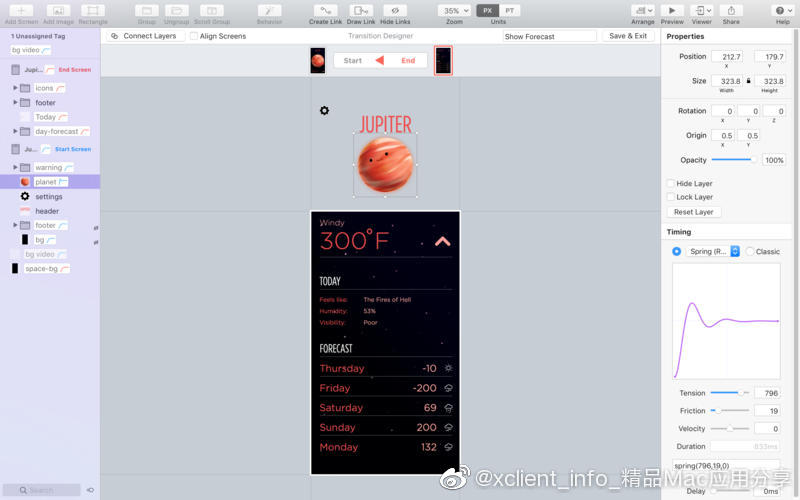 Add Screen Add Image Rectangle Group Ungroup Scroll Group Behavior Create Link Draw Link Hide Links 35% Zoom PX PT Units Arrange Preview Viewer Share Help
1 Unassigned Tag
bg video
Jupi... End Screen
icons
footer
Today
day-forecast
Ju... Start Screen
warning
planet
settings
header
footer
bg
bg video
space-bg
Search
Connect Layers Align Screens Transition Designer Show Forecast Save & Exit
Start End
JUPITER
Windy
300°F
TODAY
Feels like: The Fires of Hell
Humidity: 53%
Visibility: Poor
FORECAST
Thursday -10
Friday -200
Saturday 69
Sunday 200
Monday 132
Properties
Position 212.7 179.7
X Y
Size 323.8 323.8
Width Height
Rotation 0 0 0
X Y Z
Origin 0.5 0.5
X Y
Opacity 100%
Hide Layer
Lock Layer
Reset Layer
Timing
Spring (R... Classic
Tension 796
Friction 19
Velocity 0
Duration 833ms
spring(796,19,0)
Delay 0ms
@xclient_info_精品Mac应用分享